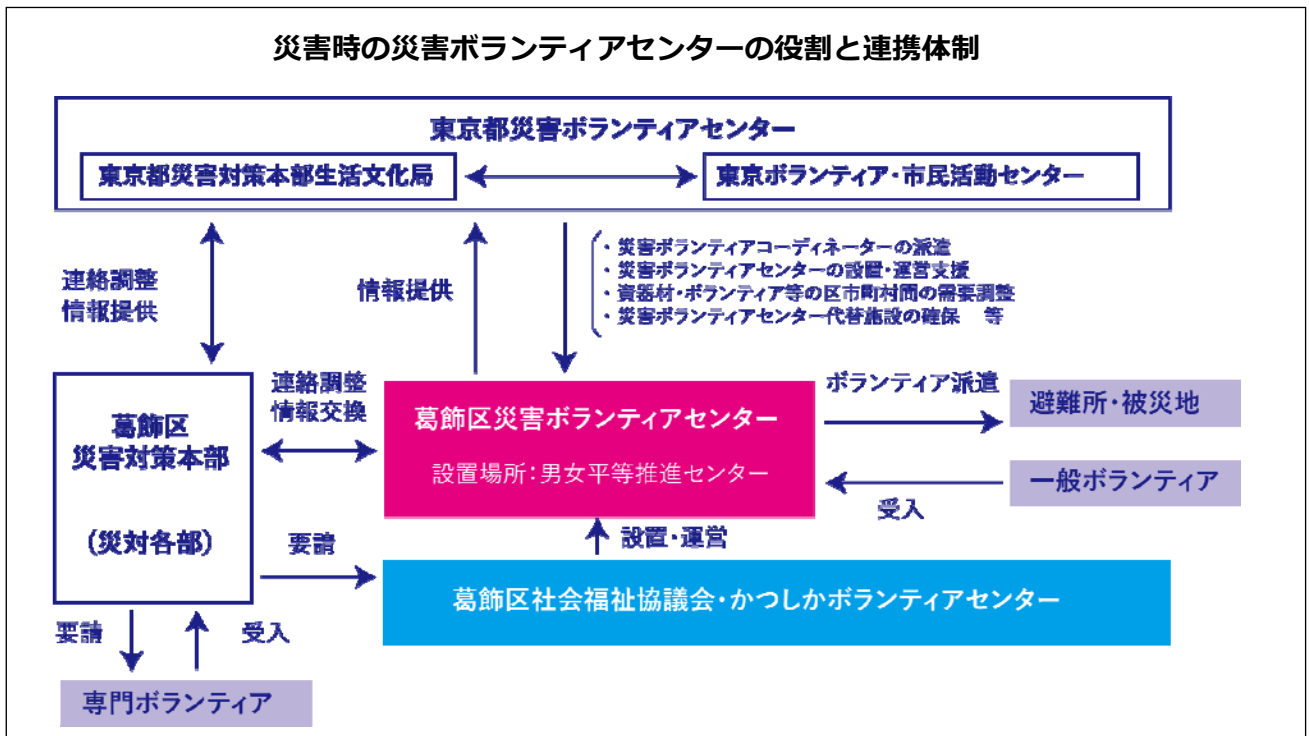 災害時の災害ボランティアセンターの役割と連携体制
東京都災害ボランティアセンター
東京都災害対策本部生活文化局
東京ボランティア・市民活動センター
連絡調整
情報提供
情報提供
・災害ボランティアコーディネーターの派遣
・災害ボランティアセンターの設置・運営支援
・資器材・ボランティア等の区市町村間の需要調整
・災害ボランティアセンター代替施設の確保 等
葛飾区
災害対策本部
(災対各部)
連絡調整
情報交換
葛飾区災害ボランティアセンター
設置場所:男女平等推進センター
ボランティア派遣
避難所・被災地
一般ボランティア
受入
要請
設置・運営
葛飾区社会福祉協議会・かつしかボランティアセンター
要請
受入
専門ボランティア